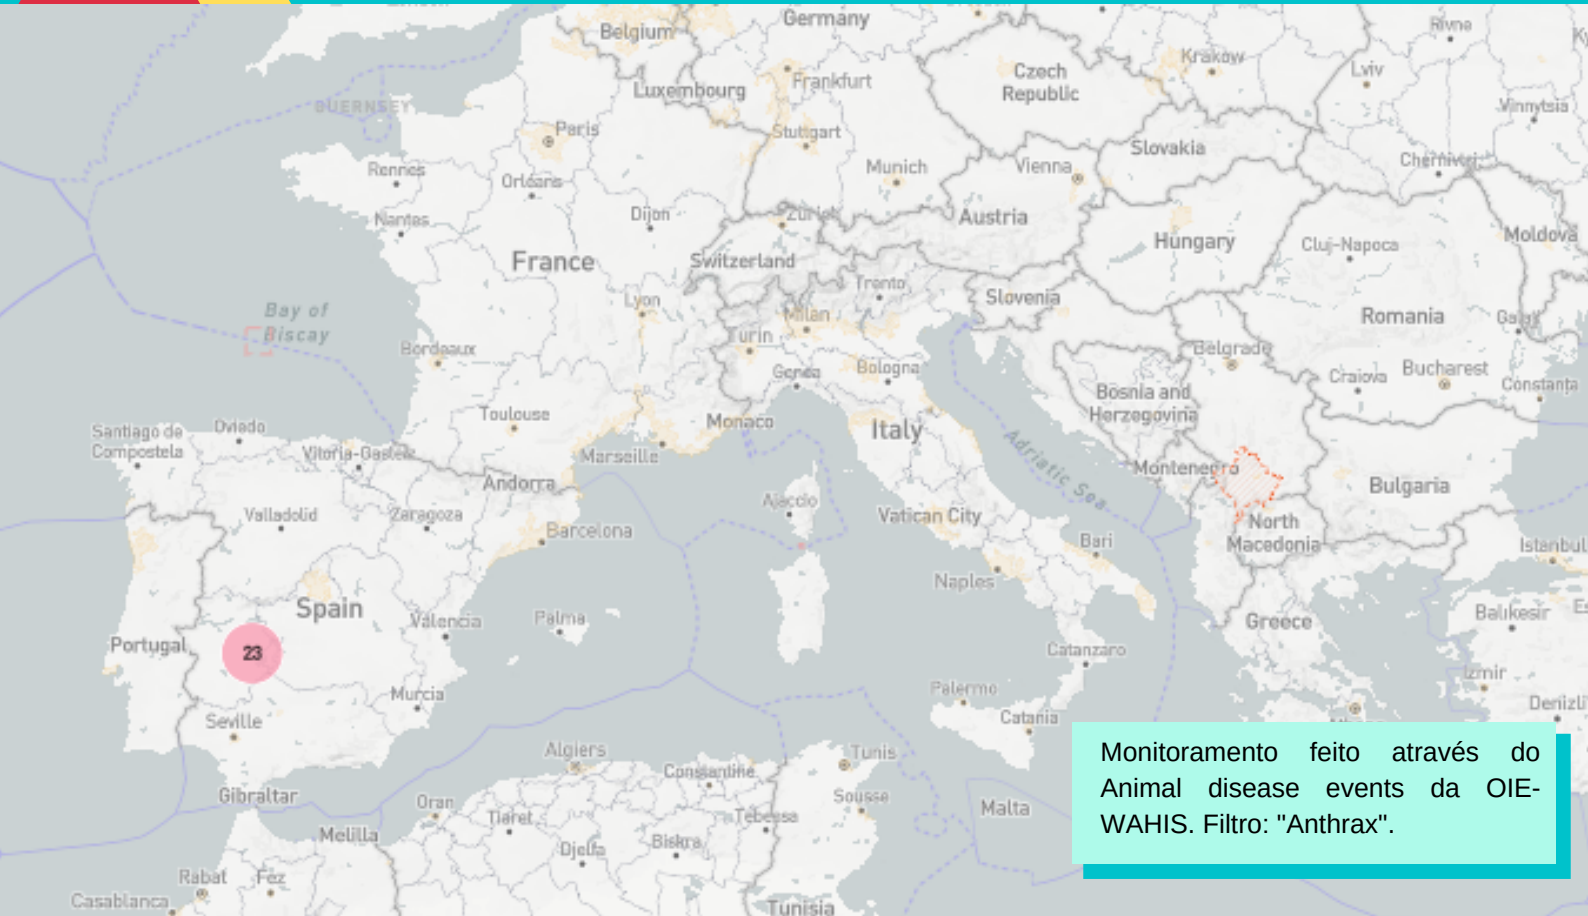 Germany
Belgium
Rivne
Krakow
Lviv
Czech
Republic
Frankfurt
Luxembourg
GUERNSEY
Vinnytsia
Paris
Stuttgart
Slovakia
Chernivtsi
Rennes
Orléans
Munich
Vienna
Nantes
Dijon
Zurich
Austria
Hungary
Cluj-Napoca
Moldova
France
Switzerland
Trento
Slovenia
Lyon
Bay of
Biscay
Milan
Romania
Turin
Bordeaux
Belgrade
Genoa
Bologna
Craiova
Bucharest
Constanța
Bosnia and
Herzegovina
Toulouse
Monaco
Italy
Santiago de
Compostela
Oviedo
Vitoria-Gasteiz
Marseille
Adriatic Sea
Montenegro
Andorra
Bulgaria
Ajaccio
Valladolid
Zaragoza
Vatican City
Barcelona
North
Macedonia
Bari
Istanbul
Naples
Spain
Palma
Valencia
Greece
Balıkesir
Portugal
23
Catanzaro
Izmir
Murcia
Palermo
Denizli
Seville
Catania
Algiers
Tunis
Constantine
Gibraltar
Oran
Sousse
Malta
Tiaret
Tebessa
Melilla
Djelfa
Biskra
Rabat
Fez
Casablanca
Tunisia
Monitoramento feito através do
Animal disease events da OIE-
WAHIS. Filtro: "Anthrax".